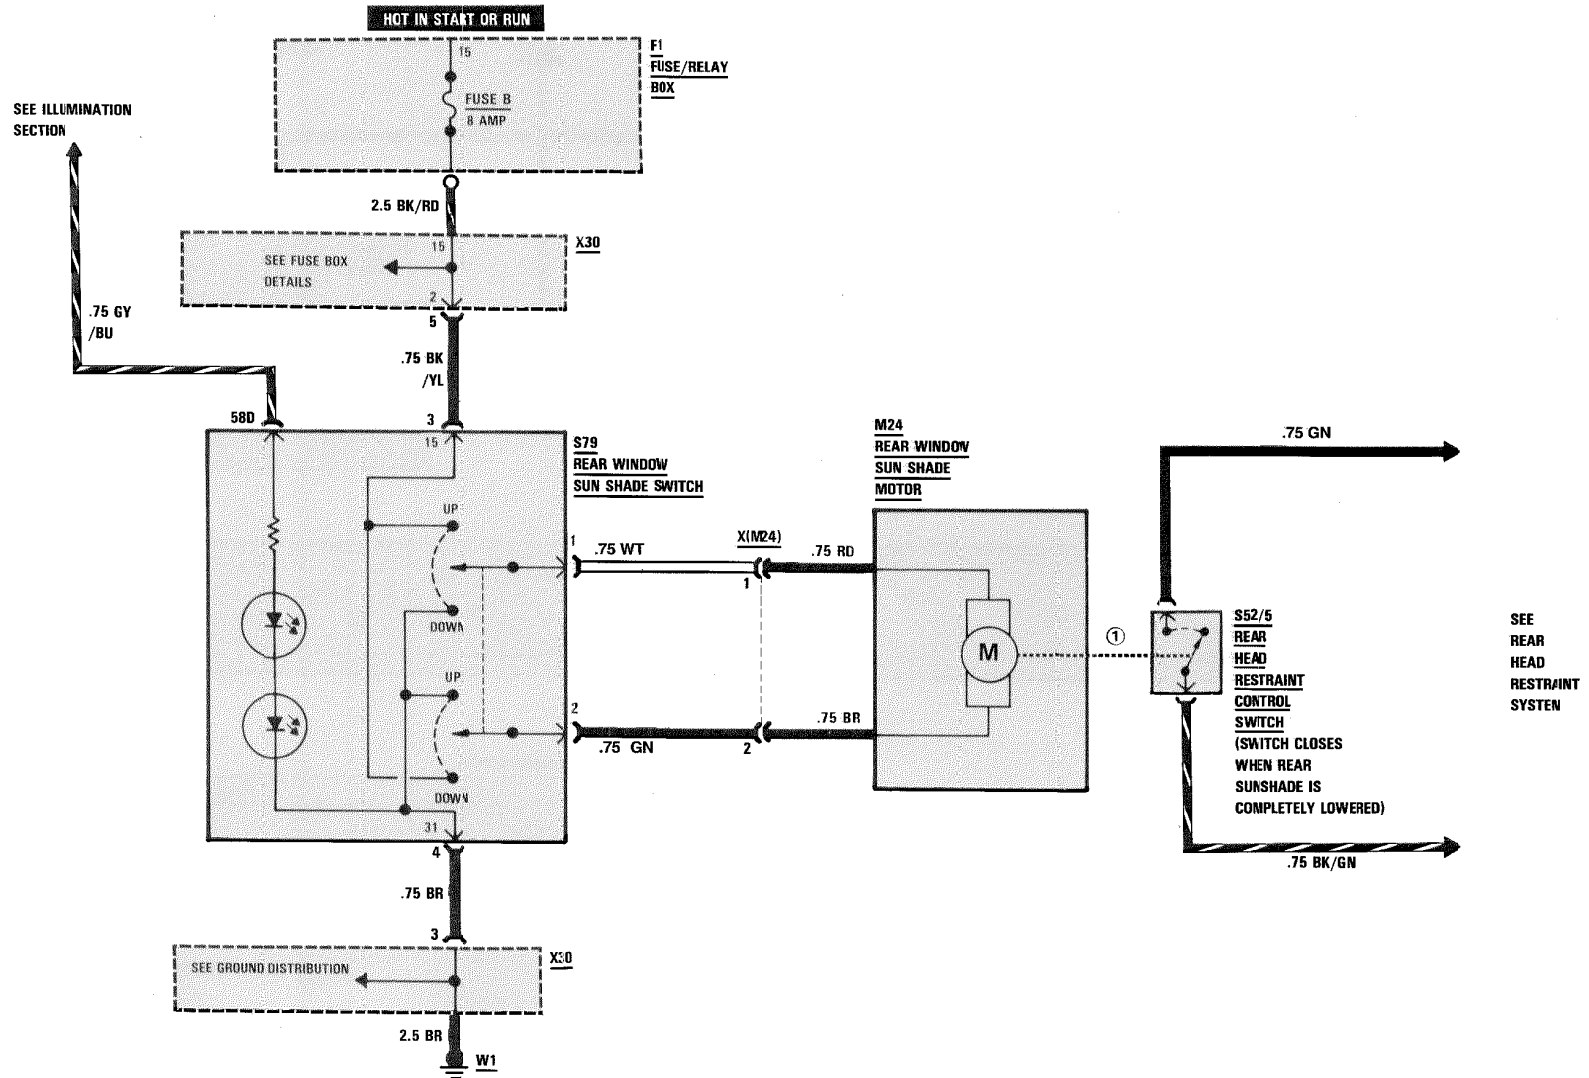 HOT IN START OR RUN
15
F1
FUSE/RELAY
BOX
FUSE B
8 AMP
SEE ILLUMINATION
SECTION
2.5 BK/RD
15
X30
SEE FUSE BOX
DETAILS
2
5
.75 GY
/BU
.75 BK
/YL
58D
3
15
S79
REAR WINDOW
SUN SHADE SWITCH
M24
REAR WINDOW
SUN SHADE
MOTOR
.75 GN
UP
1
.75 WT
X(M24)
.75 RD
1
DOWN
M
1
S52/5
REAR
HEAD
RESTRAINT
CONTROL
SWITCH
(SWITCH CLOSES
WHEN REAR
SUNSHADE IS
COMPLETELY LOWERED)
SEE
REAR
HEAD
RESTRAINT
SYSTEN
UP
2
.75 GN
2
.75 BR
DOWN
31
4
.75 BK/GN
.75 BR
3
X30
SEE GROUND DISTRIBUTION
2.5 BR
W1